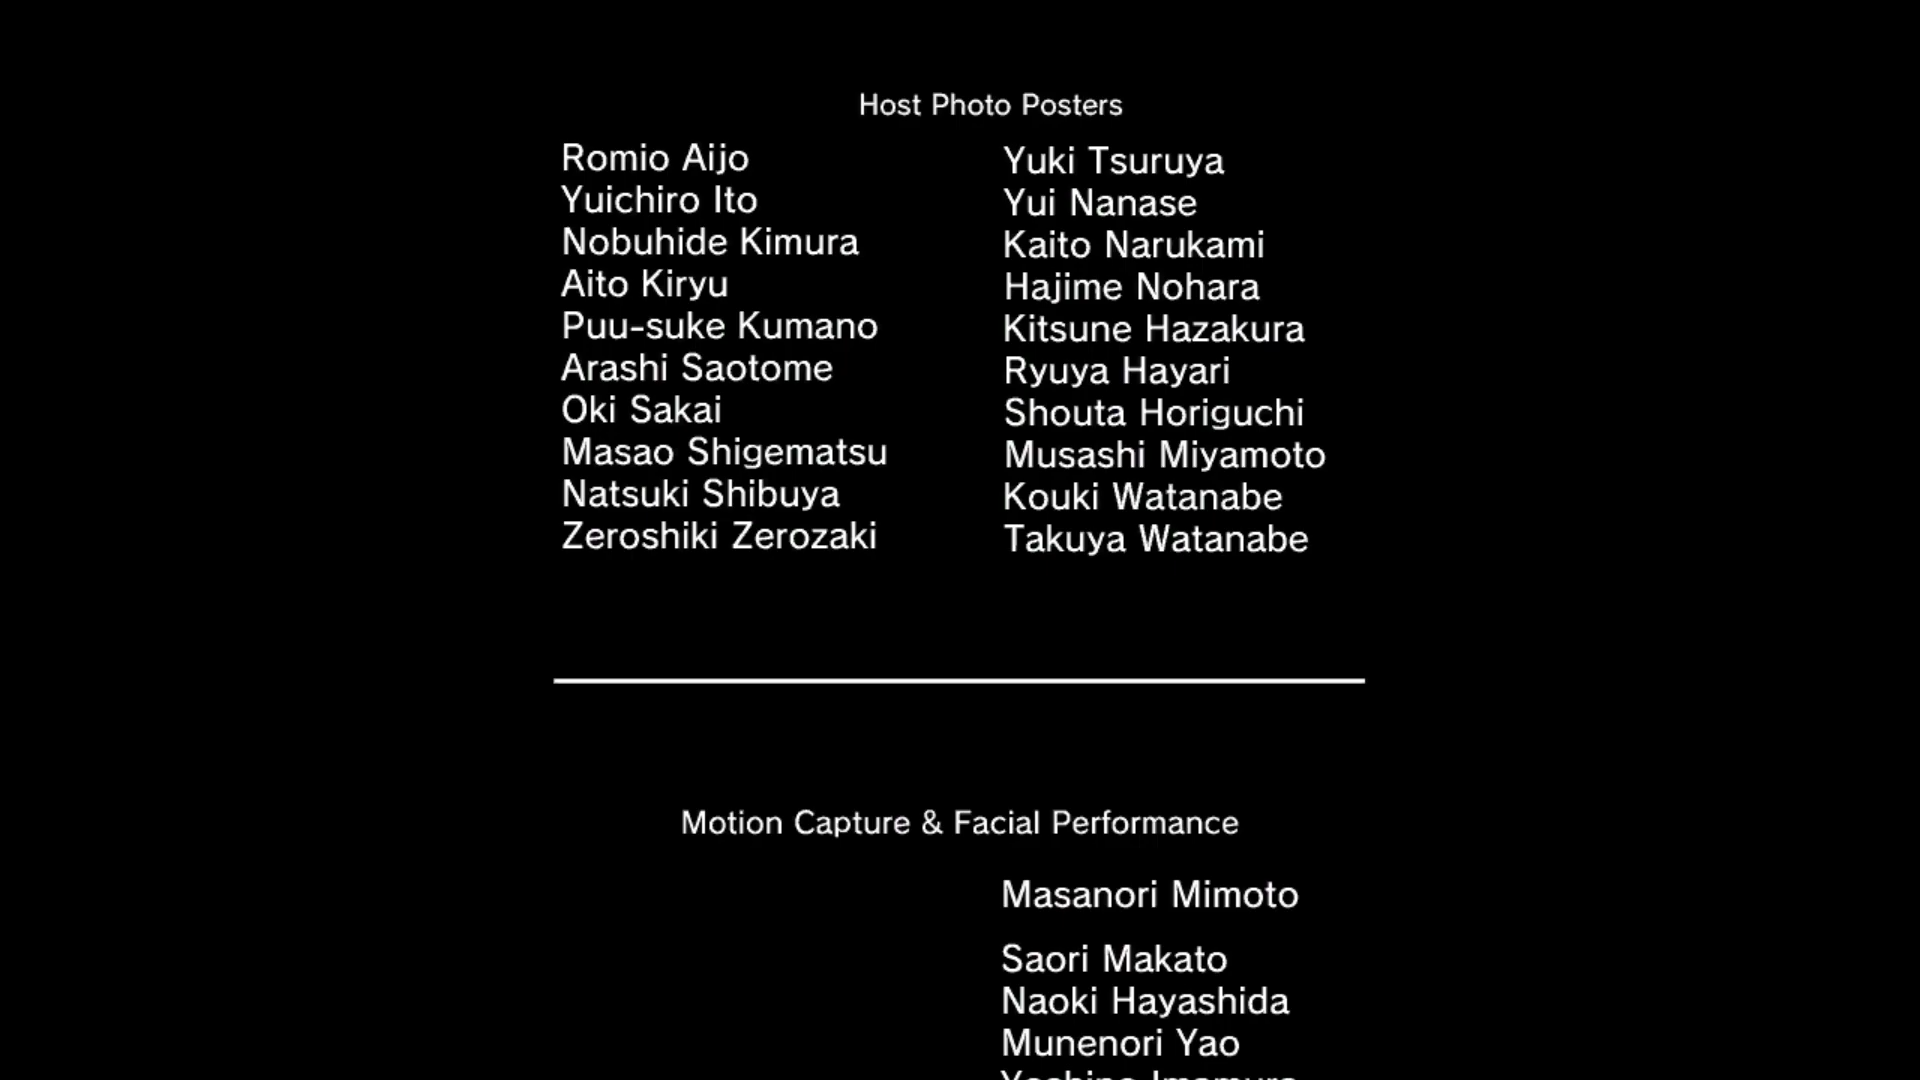 Host Photo Posters
Romio Aijo
Yuichiro Ito
Nobuhide Kimura
Aito Kiryu
Puu-suke Kumano
Arashi Saotome
Oki Sakai
Masao Shigematsu
Natsuki Shibuya
Zeroshiki Zerozaki
Yuki Tsuruya
Yui Nanase
Kaito Narukami
Hajime Nohara
Kitsune Hazakura
Ryuya Hayari
Shouta Horiguchi
Musashi Miyamoto
Kouki Watanabe
Takuya Watanabe
Motion Capture & Facial Performance
Masanori Mimoto
Saori Makato
Naoki Hayashida
Munenori Yao